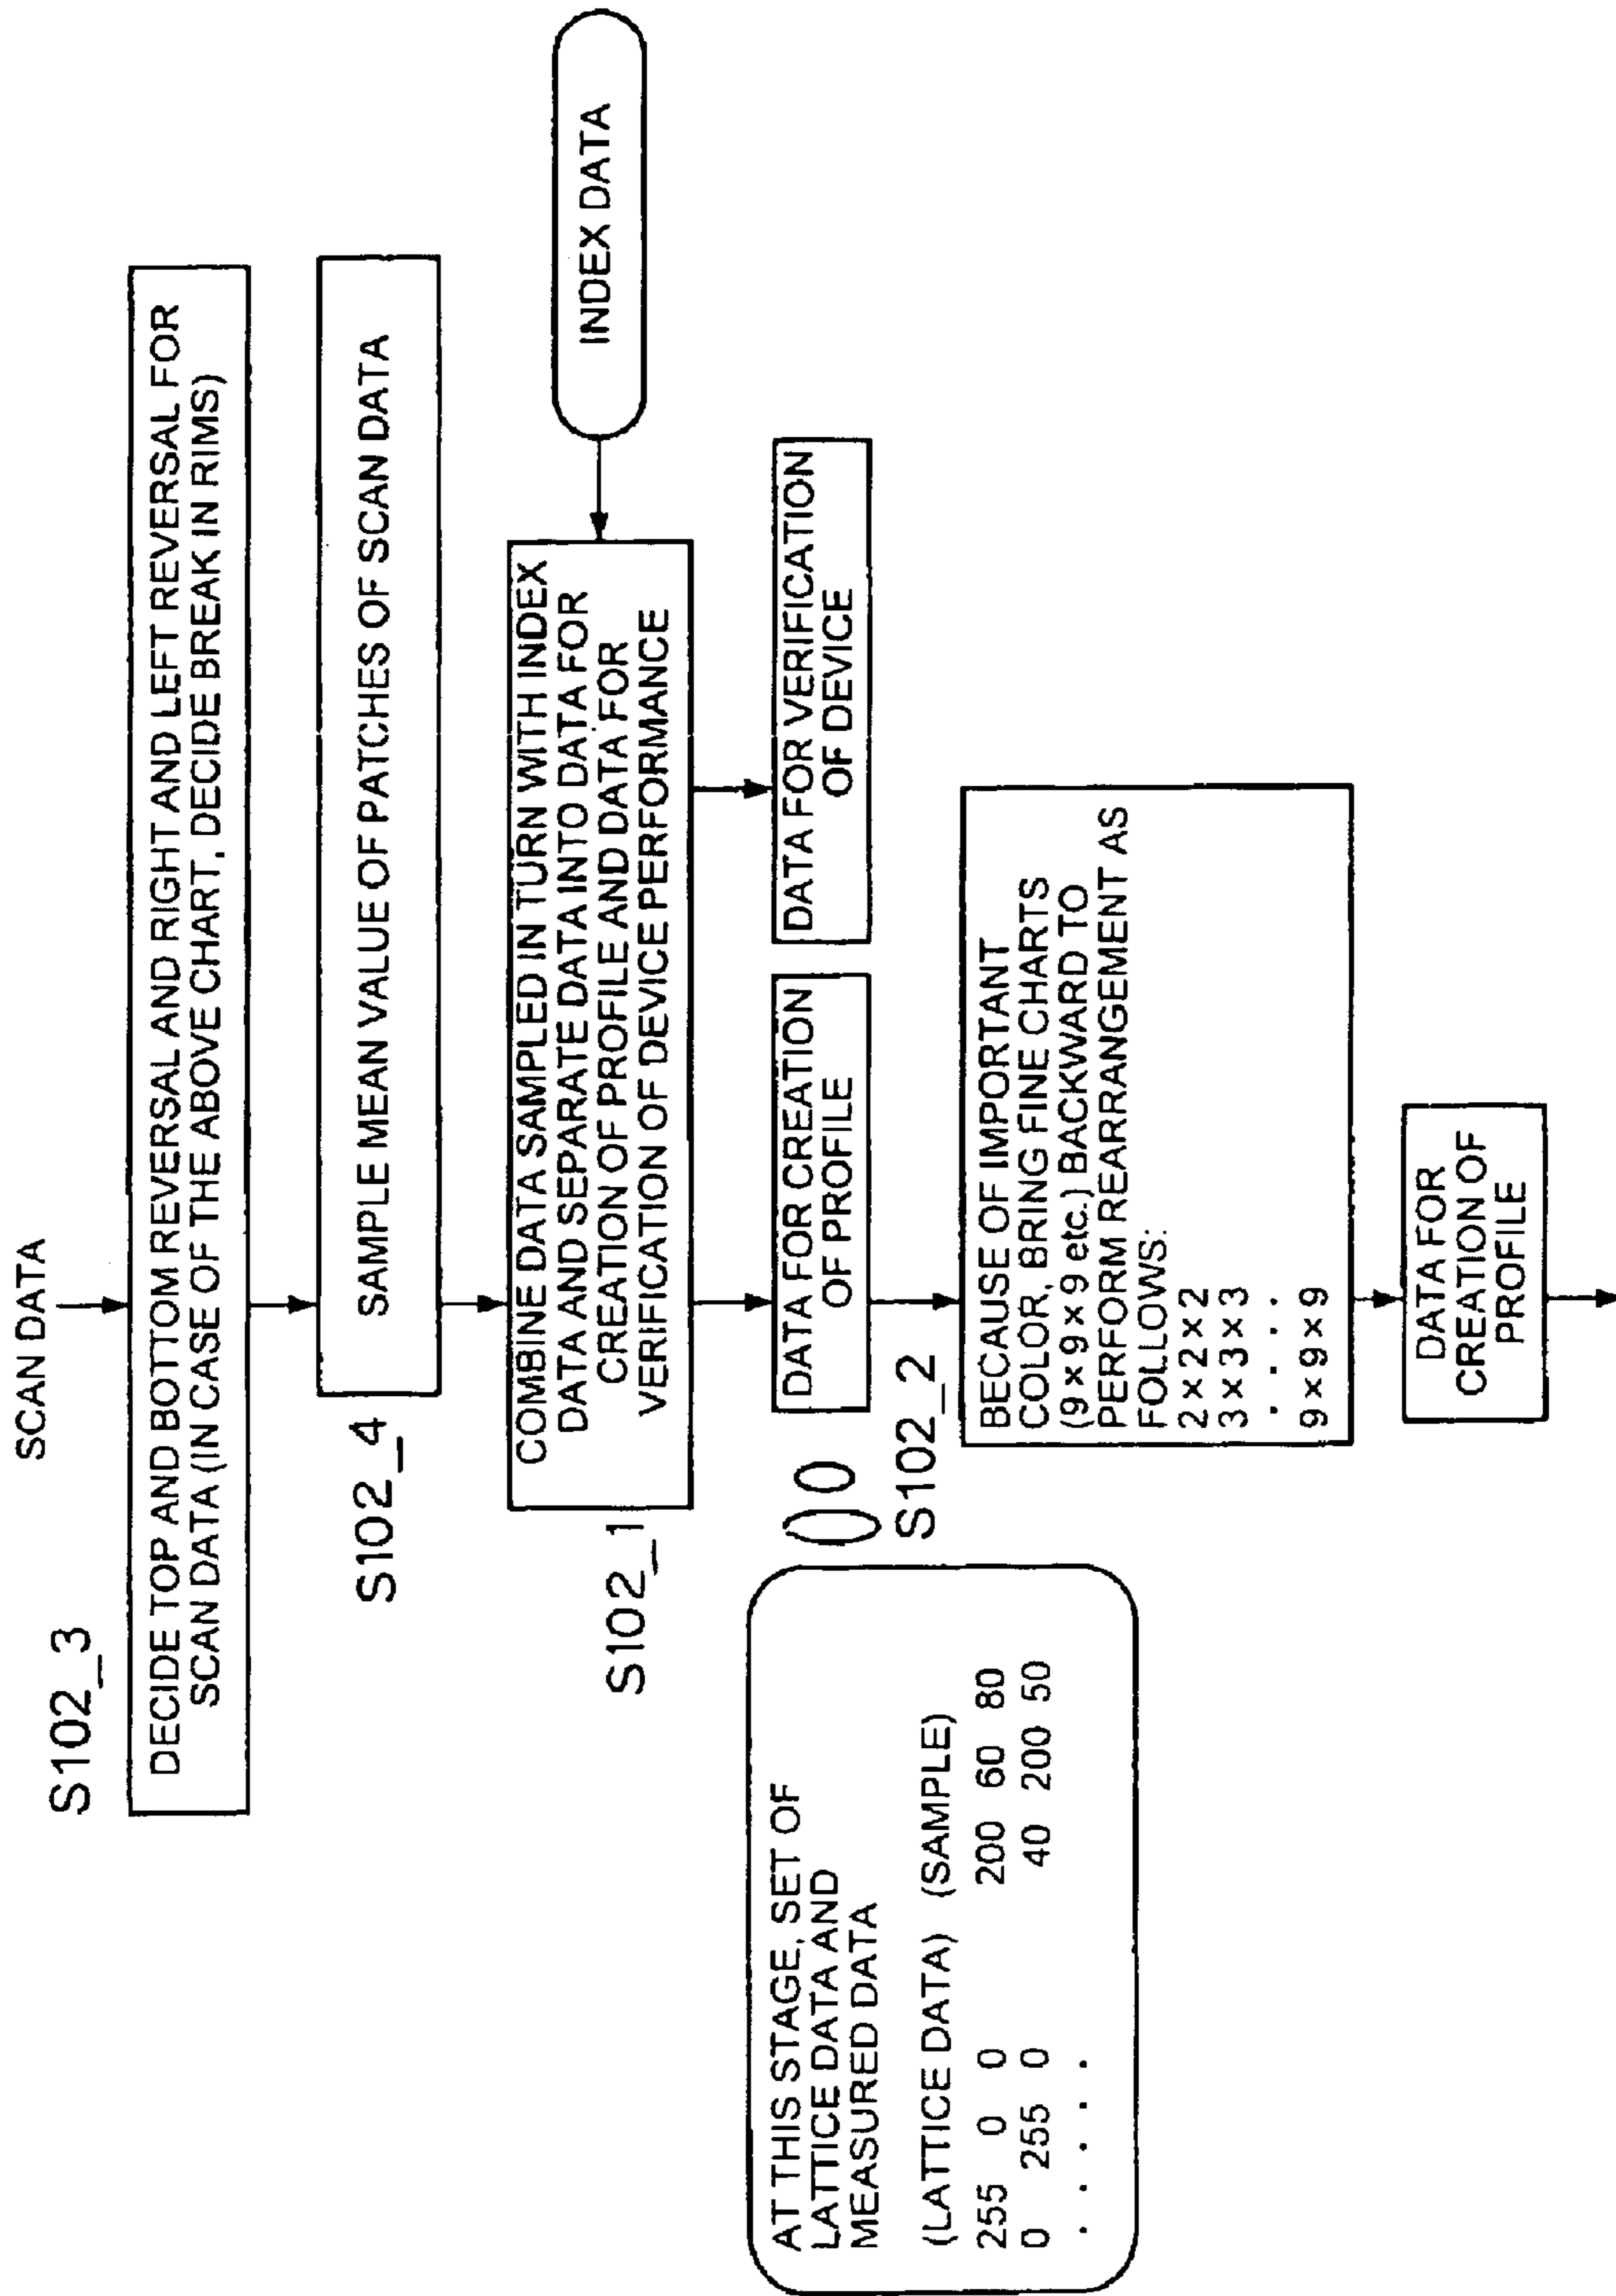 SCAN DATA
S102_3
DECIDE TOP AND BOTTOM REVERSAL AND RIGHT AND LEFT REVERSAL FOR
SCAN DATA (IN CASE OF THE ABOVE CHART, DECIDE BREAK IN RIMS)
S102_4
SAMPLE MEAN VALUE OF PATCHES OF SCAN DATA
S102_1
COMBINE DATA SAMPLED IN TURN WITH INDEX
DATA AND SEPARATE DATA INTO DATA FOR
CREATION OF PROFILE AND DATA FOR
VERIFICATION OF DEVICE PERFORMANCE
INDEX DATA
AT THIS STAGE, SET OF
LATTICE DATA AND
MEASURED DATA
(LATTICE DATA) (SAMPLE)
255 0 0 200 60 80
0 255 0 40 200 50
. . . . .
DATA FOR CREATION
OF PROFILE
DATA FOR VERIFICATION
OF DEVICE
S102_2
BECAUSE OF IMPORTANT
COLOR, BRING FINE CHARTS
(9×9×9 etc.) BACKWARD TO
PERFORM REARRANGEMENT AS
FOLLOWS:
2×2×2
3×3×3
. . . .
9×9×9
DATA FOR
CREATION OF
PROFILE